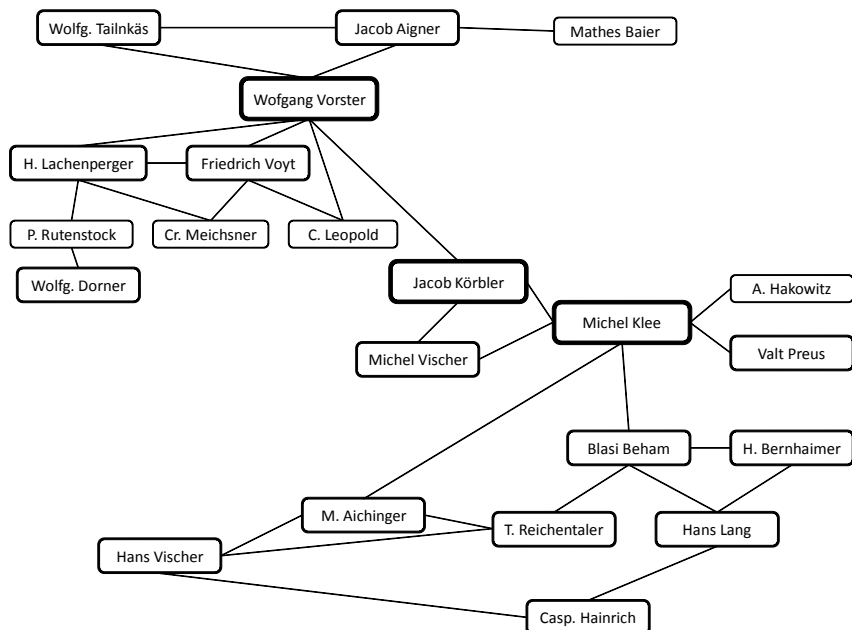 Wolfg. Tailnkäs
Jacob Aigner
Mathes Baier
Wofgang Vorster
H. Lachenperger
Friedrich Voyt
P. Rutenstock
Cr. Meichsner
C. Leopold
Wolfg. Dorner
Jacob Körbler
A. Hakowitz
Michel Klee
Michel Vischer
Valt Preus
Blasi Beham
H. Bernhaimer
M. Aichinger
T. Reichentaler
Hans Lang
Hans Vischer
Casp. Hainrich